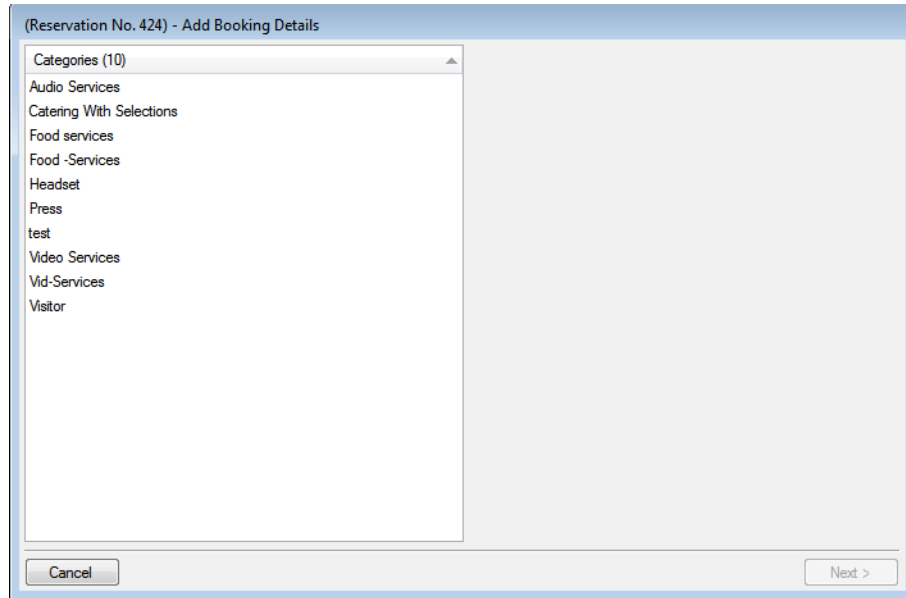 (Reservation No. 424) - Add Booking Details
Categories (10)
Audio Services
Catering With Selections
Food services
Food -Services
Headset
Press
test
Video Services
Vid-Services
Visitor
Cancel
Next >